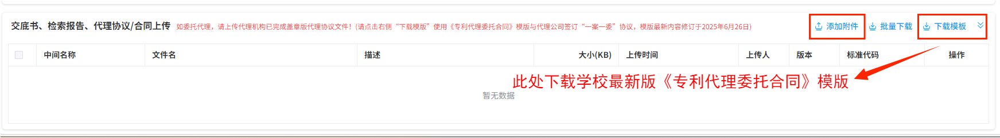 交底书、检索报告、代理协议/合同上传 如委托代理，请上传代理机构已完成盖章版代理协议文件！(请点击右侧“下载模版”使用《专利代理委托合同》模版与代理公司签订“一案一委”协议，模版最新内容修订于2025年6月26日) 添加附件 批量下载 下载模板
中间名称 文件名 描述 大小(KB) 上传时间 上传人 版本 标准代码 操作
此处下载学校最新版《专利代理委托合同》模版
暂无数据